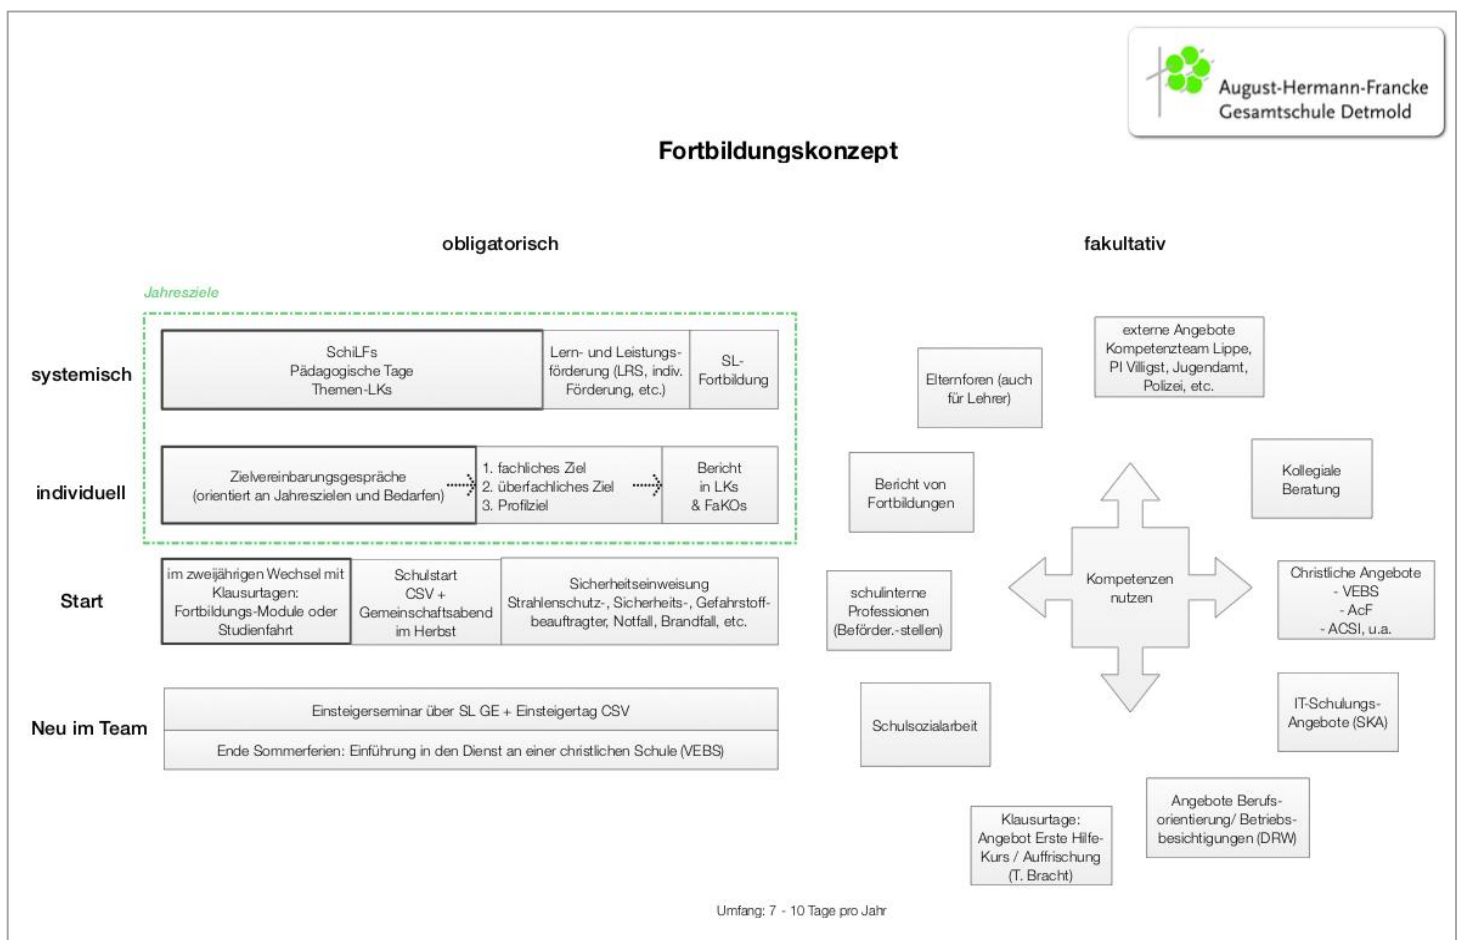 August-Hermann-Francke
Gesamtschule Detmold
Fortbildungskonzept
obligatorisch
fakultativ
Jahresziele
systemisch
SchiLFs
Pädagogische Tage
Themen-LKs
Lern- und Leistungs-
förderung (LRS, indiv.
Förderung, etc.)
SL-
Fortbildung
individuell
Zielvereinbarungsgespräche
(orientiert an Jahreszielen und Bedarfen)
1. fachliches Ziel
2. überfachliches Ziel
3. Profilziel
Bericht
in LKs
& FaKOs
Start
im zweijährigen Wechsel mit
Klausurtagen:
Fortbildungs-Module oder
Studienfahrt
Schulstart
CSV +
Gemeinschaftsabend
im Herbst
Sicherheitseinweisung
Strahlenschutz-, Sicherheits-, Gefahrstoff-
beauftragter, Notfall, Brandfall, etc.
Neu im Team
Einsteigerseminar über SL GE + Einsteigertag CSV
Ende Sommerferien: Einführung in den Dienst an einer christlichen Schule (VEBS)
externe Angebote
Kompetenzteam Lippe,
PI Villigst, Jugendamt,
Polizei, etc.
Elternforen (auch
für Lehrer)
Kollegiale
Beratung
Bericht von
Fortbildungen
Kompetenzen
nutzen
Christliche Angebote
- VEBS
- AcF
- ACSI, u.a.
schulinterne
Professionen
(Beförder.-stellen)
IT-Schulungs-
Angebote (SKA)
Schulsozialarbeit
Angebote Berufs-
orientierung/ Betriebs-
besichtigungen (DRW)
Klausurtage:
Angebot Erste Hilfe-
Kurs / Auffrischung
(T. Bracht)
Umfang: 7 - 10 Tage pro Jahr